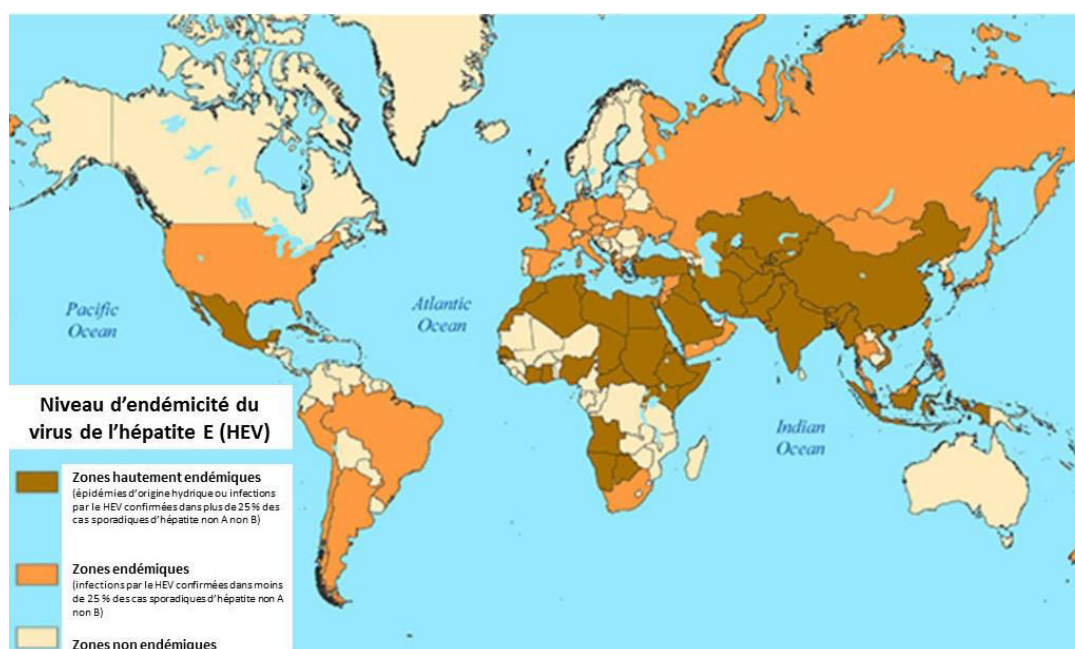 Pacific
Ocean
Atlantic
Ocean
Indian
Ocean
Niveau d'endémicité du
virus de l'hépatite E (HEV)
Zones hautement endémiques
(épidémies d'origine hydrique ou infections
par le HEV confirmées dans plus de 25 % des
cas sporadiques d'hépatite non A non B)
Zones endémiques
(infections par le HEV confirmées dans moins
de 25 % des cas sporadiques d'hépatite non A
non B)
Zones non endémiques